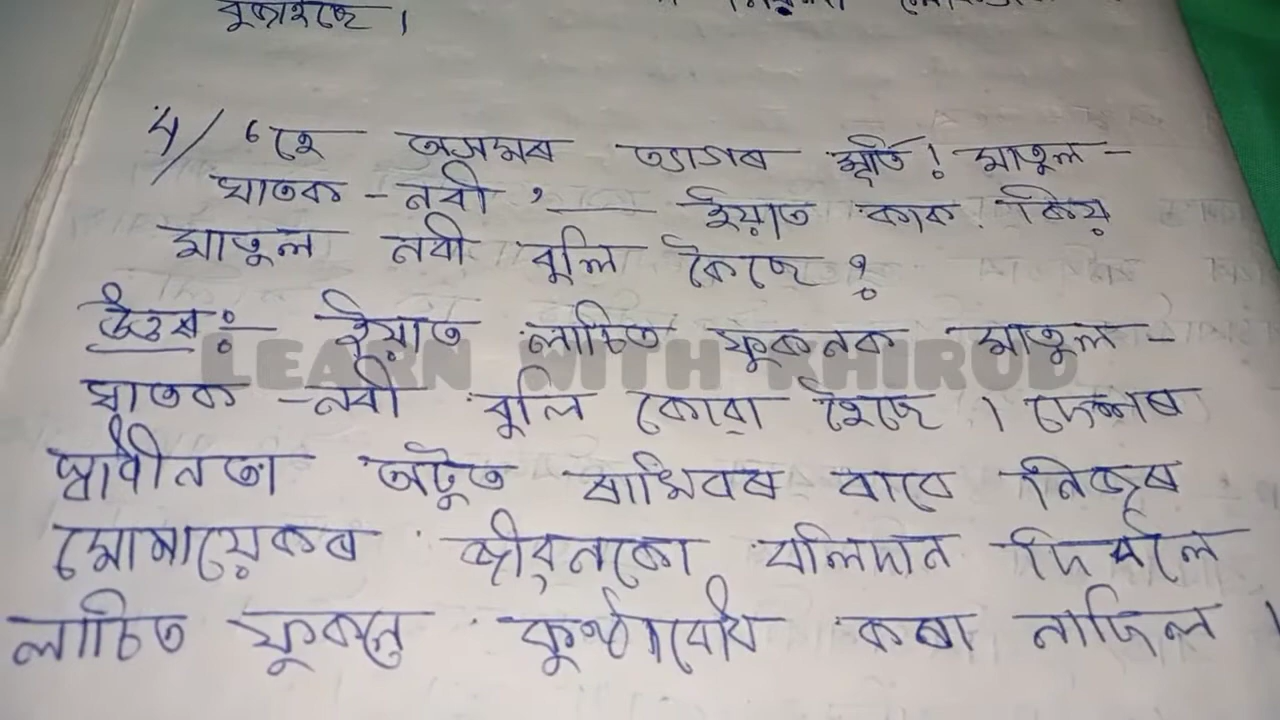 বুজাইছে ।
4/ ‘হে অসমৰ ত্যাগৰ মূৰ্তি! মাতুল-
ঘাতক -নবী ’ — ইয়াত কাক কিয়
মাতুল নবী বুলি কৈছে ?
উত্তৰঃ- ইয়াত লাচিত ফুকনক মাতুল-
ঘাতক -নবী বুলি কোৱা হৈছে । দেশৰ
স্বাধীনতা অটুত ৰাখিবৰ বাবে নিজৰ
মোমায়েকৰ জীৱনকো বলিদান দিবলৈ
লাচিত ফুকনে কুণ্ঠাবোধ কৰা নাছিল ।
LEARN WITH KHIROD